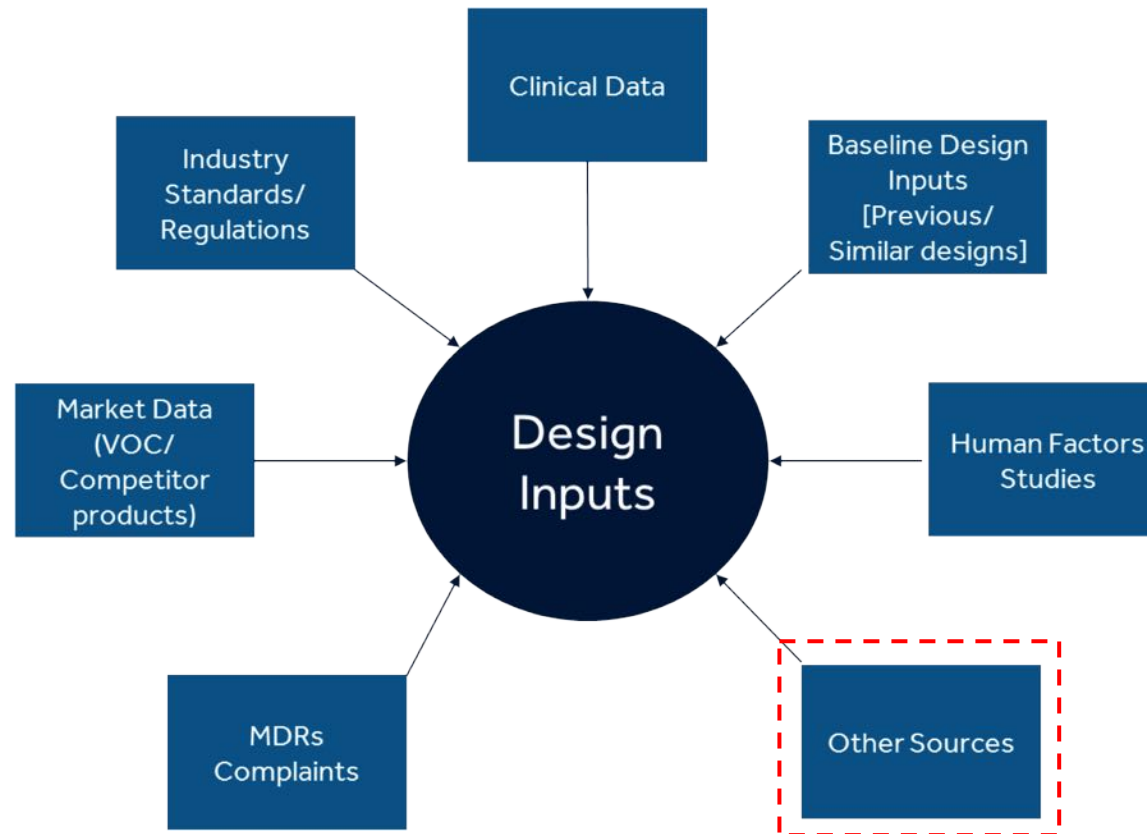 Clinical Data
Industry
Standards/
Regulations
Baseline Design
Inputs
[Previous/
Similar designs]
Market Data
(VOC/
Competitor
products)
Design
Inputs
Human Factors
Studies
MDRs
Complaints
Other Sources